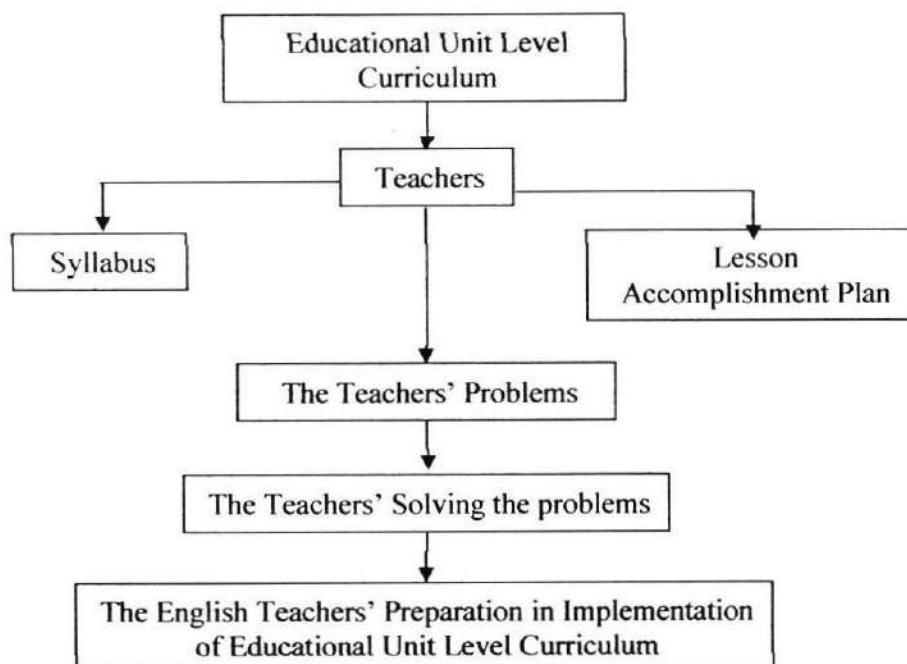 Educational Unit Level
Curriculum
Teachers
Syllabus
Lesson
Accomplishment Plan
The Teachers' Problems
The Teachers' Solving the problems
The English Teachers' Preparation in Implementation
of Educational Unit Level Curriculum